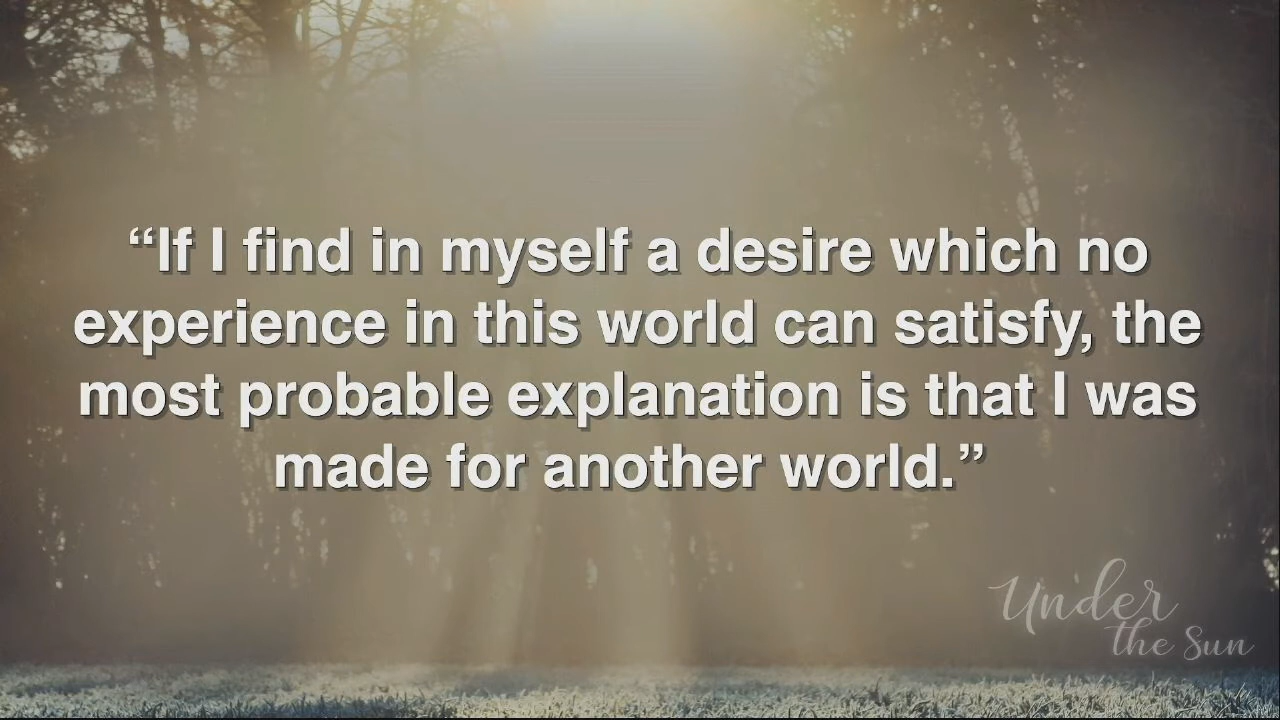 “If I find in myself a desire which no
experience in this world can satisfy, the
most probable explanation is that I was
made for another world.”
Under
the Sun